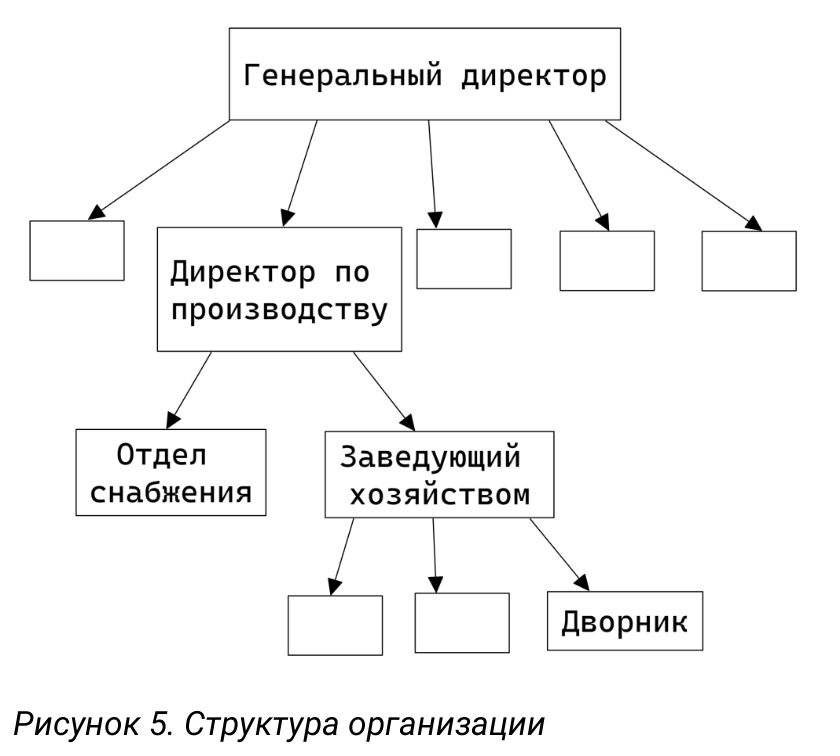 Генеральный директор
Директор по
производству
Отдел
снабжения
Заведующий
хозяйством
Дворник
Рисунок 5. Структура организации